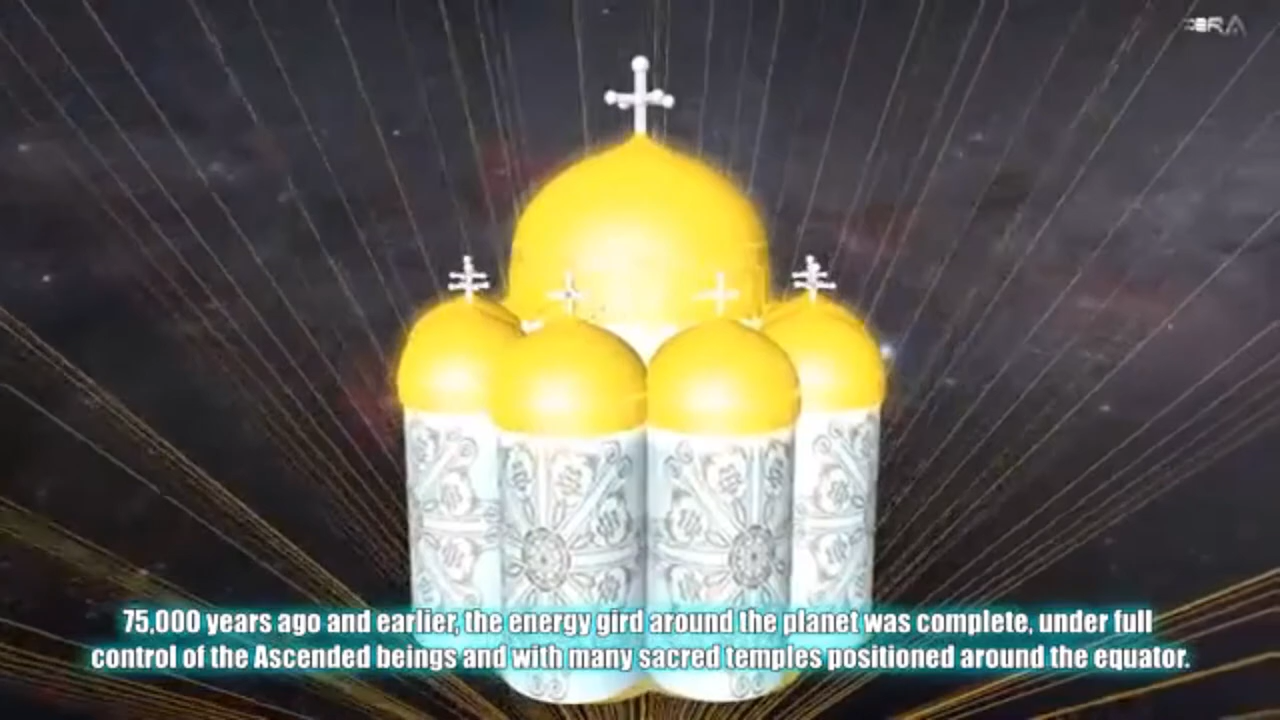 75,000 years ago and earlier, the energy gird around the planet was complete, under full
control of the Ascended beings and with many sacred temples positioned around the equator.